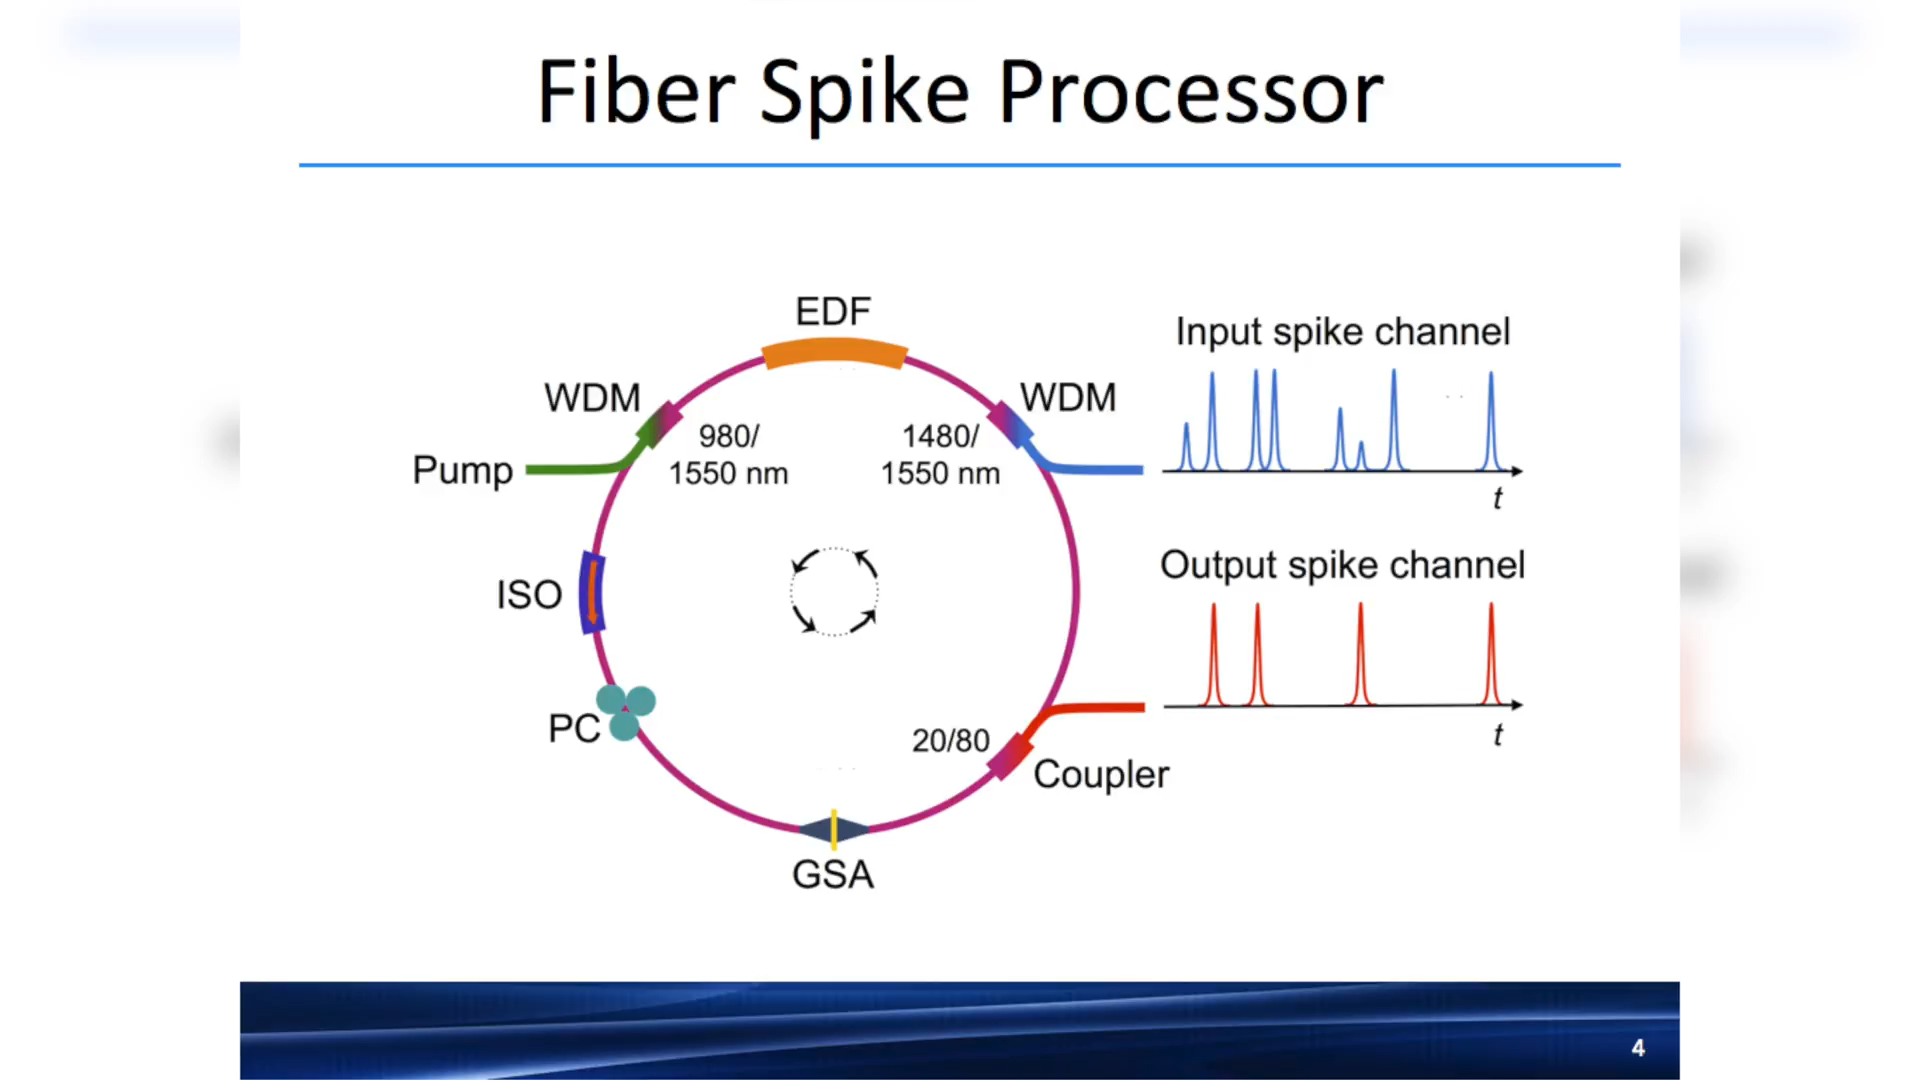 Fiber Spike Processor
EDF
Input spike channel
WDM
WDM
980/
1550 nm
1480/
1550 nm
Pump
t
Output spike channel
ISO
PC
20/80
t
Coupler
GSA
4